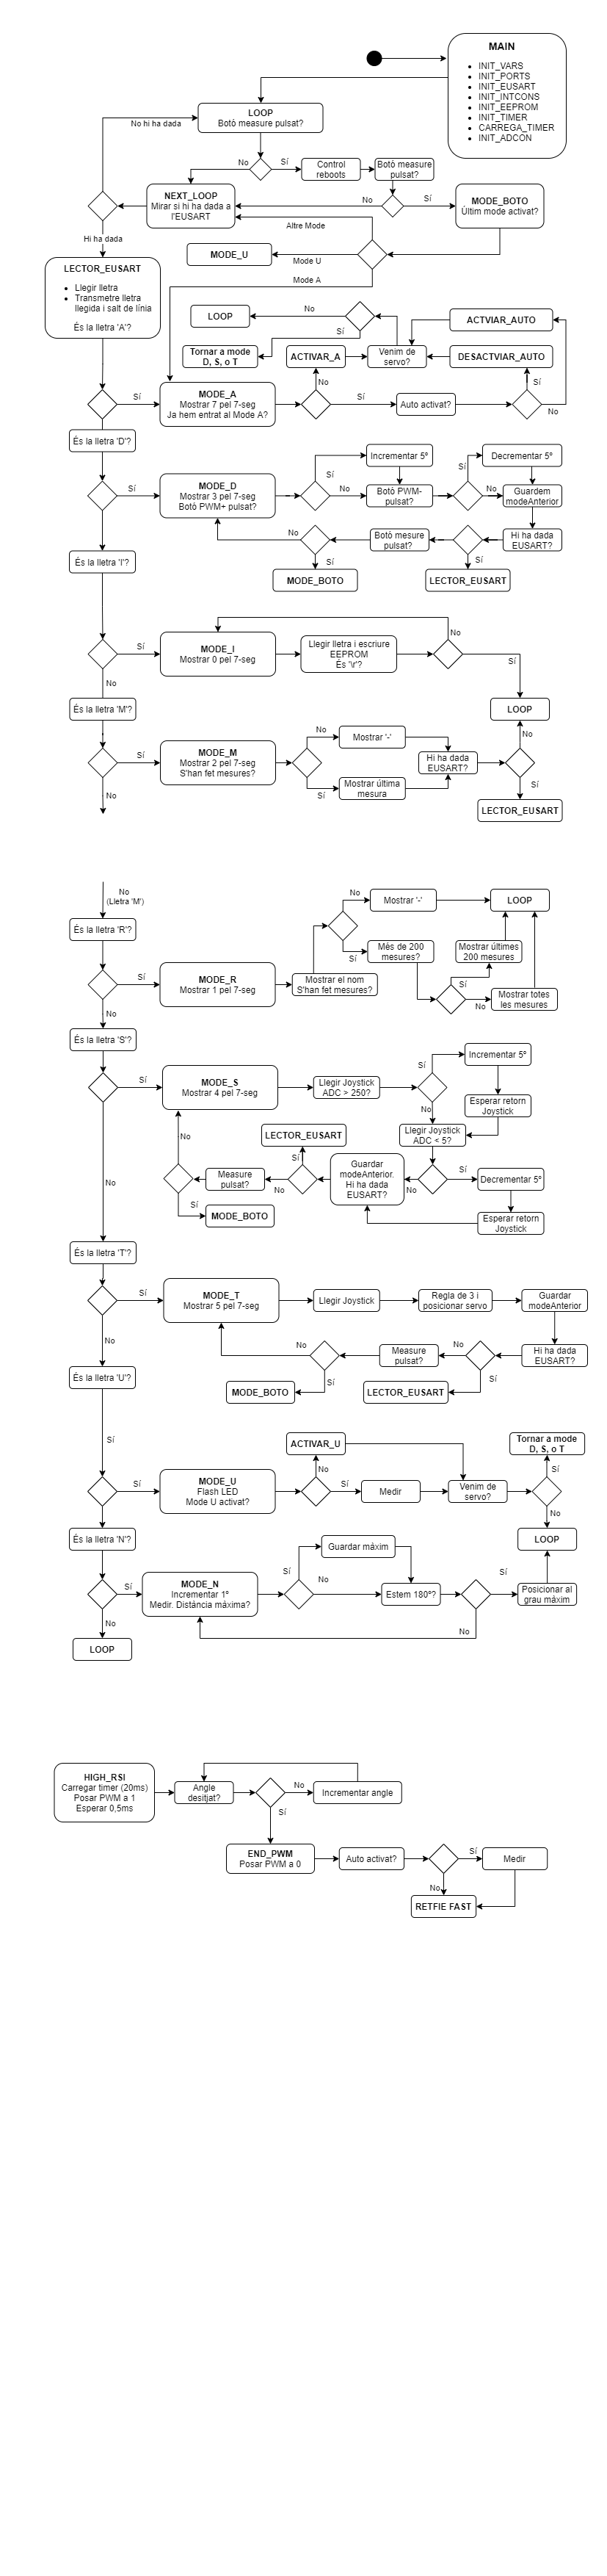 MAIN
INIT_VARS
INIT_PORTS
INIT_EUSART
INIT_INTCONS
INIT_EEPROM
INIT_TIMER
CARREGA_TIMER
INIT_ADCON
LOOP
Botó measure pulsat?
No hi ha dada
No
Sí
Control
reboots
Botó measure
pulsat?
NEXT_LOOP
Mirar si hi ha dada a
l'EUSART
No
Sí
MODE_BOTO
Últim mode activat?
Altre Mode
Hi ha dada
MODE_U
Mode U
Mode A
LECTOR_EUSART
Llegir lletra
Transmetre lletra
llegida i salt de línia
És la lletra 'A'?
LOOP
No
Sí
ACTVIAR_AUTO
Tornar a mode
D, S, o T
ACTIVAR_A
Venim de
servo?
DESACTVIAR_AUTO
No
Sí
Sí
MODE_A
Mostrar 7 pel 7-seg
Ja hem entrat al Mode A?
Sí
Auto activat?
No
És la lletra 'D'?
Incrementar 5º
Decrementar 5º
Sí
Sí
Sí
MODE_D
Mostrar 3 pel 7-seg
Botó PWM+ pulsat?
No
Botó PWM-
pulsat?
No
Guardem
modeAnterior
No
Botó mesure
pulsat?
Hi ha dada
EUSART?
És la lletra 'I'?
Sí
Sí
MODE_BOTO
LECTOR_EUSART
No
Sí
MODE_I
Mostrar 0 pel 7-seg
Llegir lletra i escriure
EEPROM
És '\r'?
Sí
No
És la lletra 'M'?
LOOP
No
Mostrar '-'
No
Sí
MODE_M
Mostrar 2 pel 7-seg
S'han fet mesures?
Hi ha dada
EUSART?
Sí
Mostrar última
mesura
Sí
No
LECTOR_EUSART
No
(Lletra 'M')
No
Mostrar '-'
LOOP
És la lletra 'R'?
Més de 200
mesures?
Mostrar últimes
200 mesures
Sí
Sí
MODE_R
Mostrar 1 pel 7-seg
Mostrar el nom
S'han fet mesures?
Sí
No
Mostrar totes
les mesures
No
És la lletra 'S'?
Incrementar 5º
Sí
Sí
MODE_S
Mostrar 4 pel 7-seg
Llegir Joystick
ADC > 250?
No
Esperar retorn
Joystick
LECTOR_EUSART
Llegir Joystick
ADC < 5?
No
Sí
Guardar
modeAnterior.
Hi ha dada
EUSART?
Measure
pulsat?
No
No
Sí
Decrementar 5º
No
Sí
MODE_BOTO
Esperar retorn
Joystick
És la lletra 'T'?
Sí
MODE_T
Mostrar 5 pel 7-seg
Llegir Joystick
Regla de 3 i
posicionar servo
Guardar
modeAnterior
No
No
Measure
pulsat?
No
Hi ha dada
EUSART?
És la lletra 'U'?
Sí
Sí
MODE_BOTO
LECTOR_EUSART
Sí
ACTIVAR_U
Tornar a mode
D, S, o T
No
Sí
Sí
MODE_U
Flash LED
Mode U activat?
Sí
Medir
Venim de
servo?
No
És la lletra 'N'?
LOOP
Guardar màxim
Sí
Sí
MODE_N
Incrementar 1º
Medir. Distància màxima?
No
Estem 180º?
Sí
Posicionar al
grau màxim
No
No
LOOP
HIGH_RSI
Carregar timer (20ms)
Posar PWM a 1
Esperar 0,5ms
Angle
desitjat?
No
Incrementar angle
Sí
END_PWM
Posar PWM a 0
Auto activat?
Sí
Medir
No
RETFIE FAST